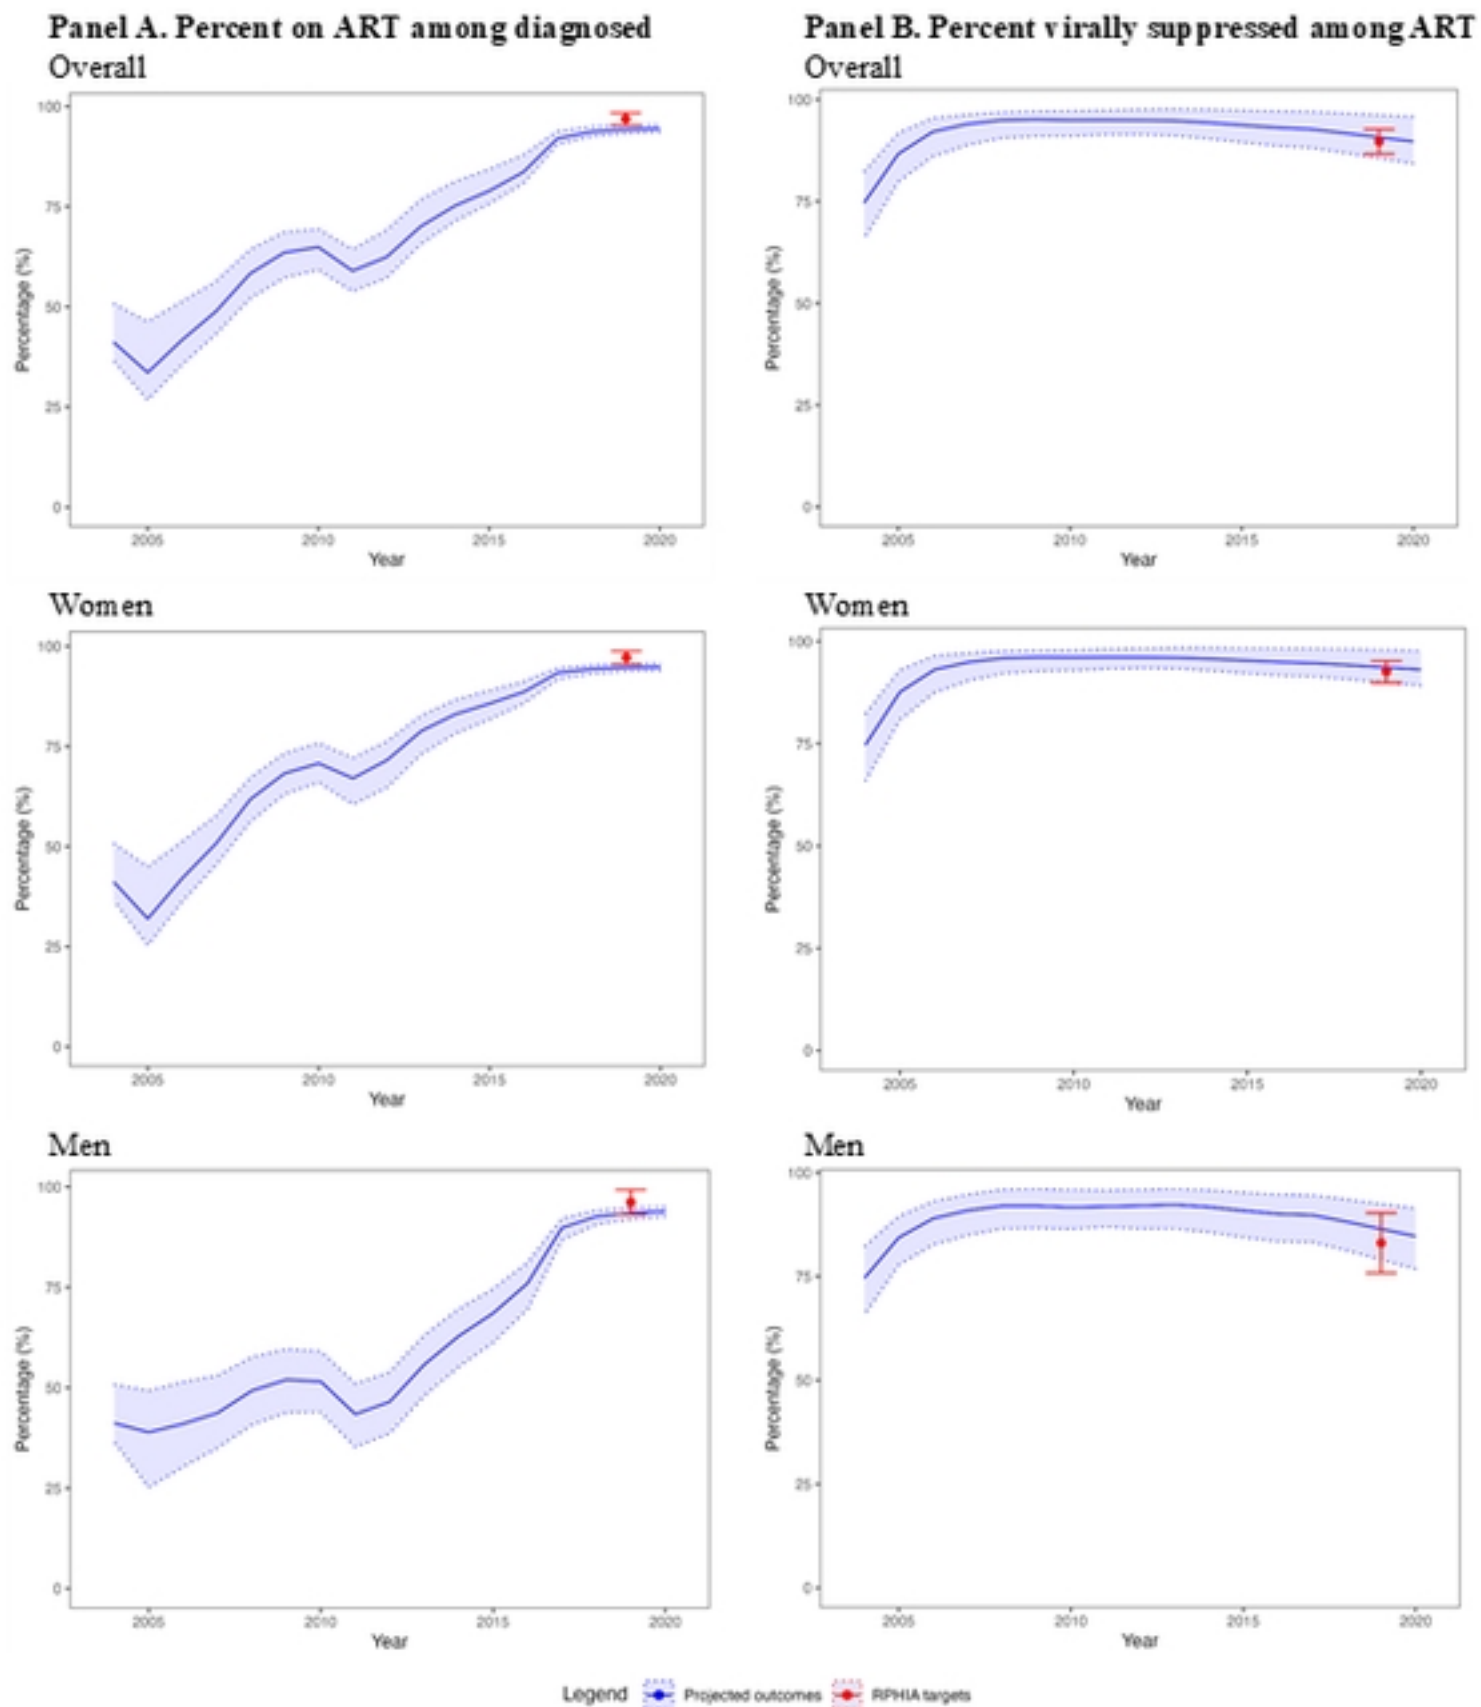 Panel A. Percent on ART among diagnosed
Overall
100
75
50
25
0
Percentage (%)
2005 2010 2015 2020
Year
Panel B. Percent virally suppressed among ART
Overall
100
75
50
25
0
Percentage (%)
2005 2010 2015 2020
Year
Women
100
75
50
25
0
Percentage (%)
2005 2010 2015 2020
Year
Women
100
75
50
25
0
Percentage (%)
2005 2010 2015 2020
Year
Men
100
75
50
25
0
Percentage (%)
2005 2010 2015 2020
Year
Men
100
75
50
25
0
Percentage (%)
2005 2010 2015 2020
Year
Legend Projected outcomes RPHIA targets